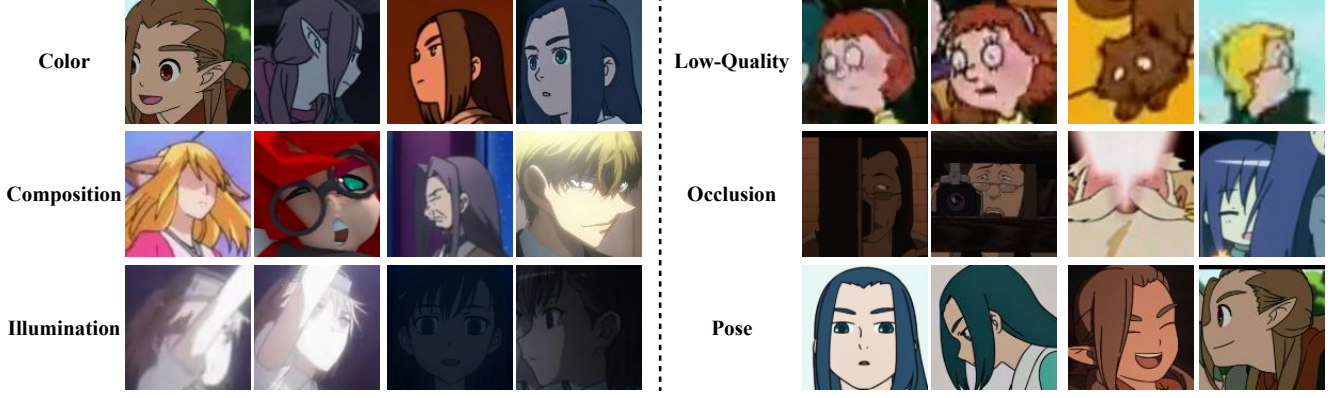 Color
Low-Quality
Composition
Occlusion
Illumination
Pose